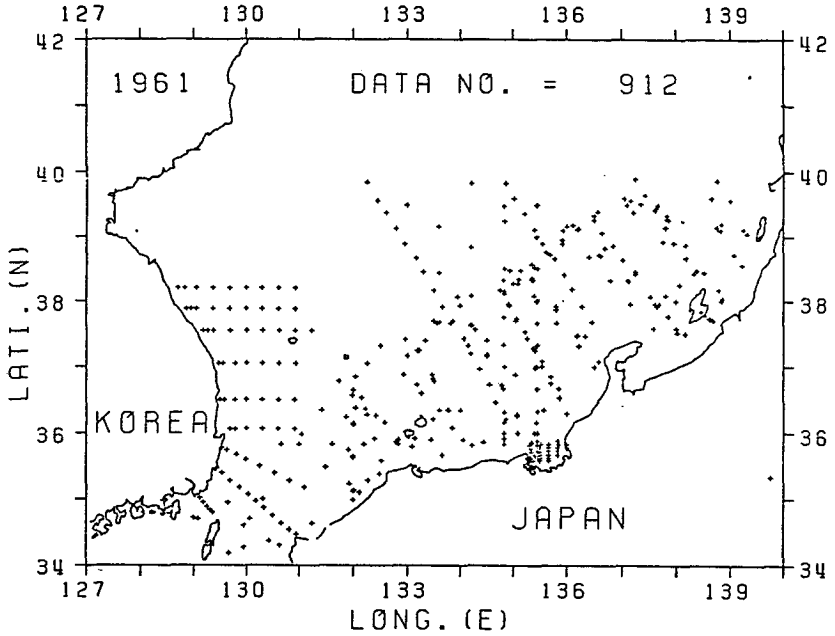 127 130 133 136 139
42 42
1961 DATA NO. = 912
40 40
38 38
LATI.(N)
KOREA
36 36
JAPAN
34 34
127 130 133 136 139
LONG.(E)